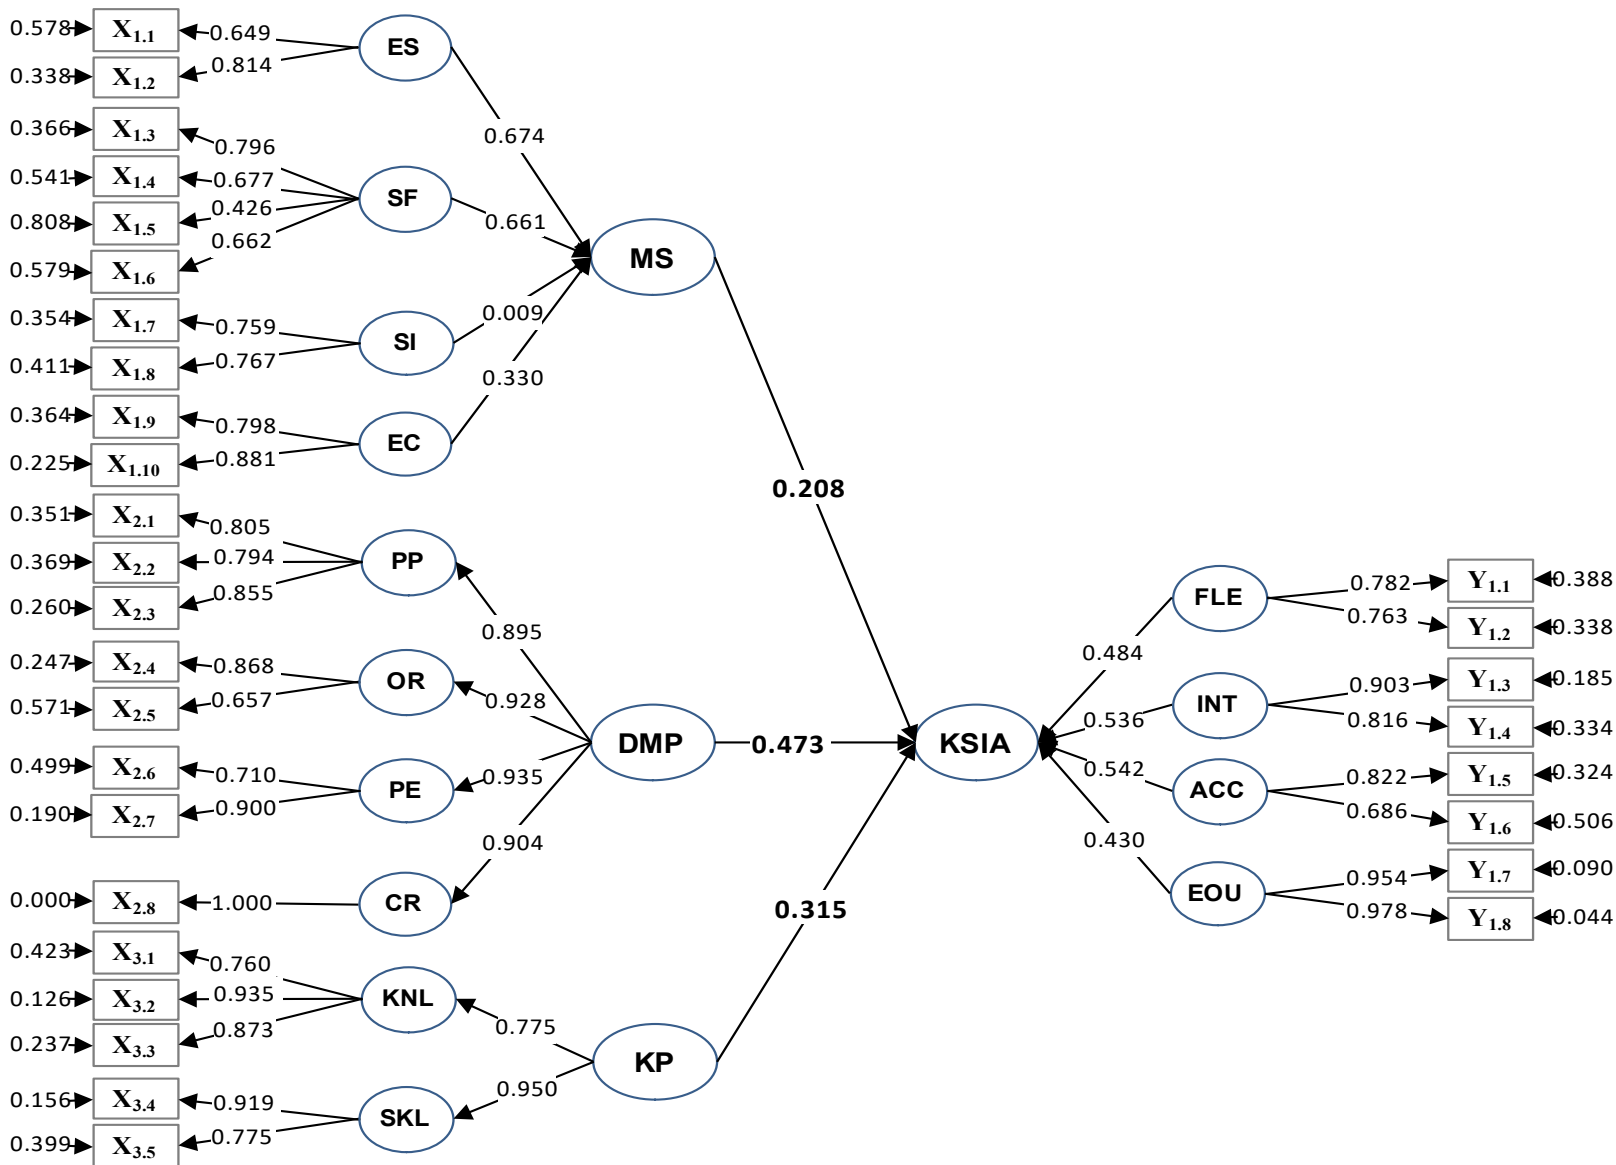 0.578 X1.1 0.649 ES
0.338 X1.2 0.814
0.674
0.366 X1.3 0.796
0.541 X1.4 0.677 SF
0.808 X1.5 0.426 0.661
0.579 X1.6 0.662
MS
0.354 X1.7 0.759 SI 0.009
0.411 X1.8 0.767
0.330
0.364 X1.9 0.798 EC
0.225 X1.10 0.881
0.208
0.351 X2.1 0.805
0.369 X2.2 0.794 PP
0.260 X2.3 0.855
0.895
0.247 X2.4 0.868 OR
0.571 X2.5 0.657 0.928
DMP 0.473 KSIA
0.499 X2.6 0.710 PE 0.935
0.190 X2.7 0.900
0.904
0.000 X2.8 1.000 CR
0.315
0.423 X3.1 0.760
0.126 X3.2 0.935 KNL
0.237 X3.3 0.873 0.775
KP
0.156 X3.4 0.919 SKL 0.950
0.399 X3.5 0.775
FLE 0.782 Y1.1 0.388
0.763 Y1.2 0.338
0.484
INT 0.903 Y1.3 0.185
0.536 0.816 Y1.4 0.334
0.542 ACC 0.822 Y1.5 0.324
0.686 Y1.6 0.506
0.430
EOU 0.954 Y1.7 0.090
0.978 Y1.8 0.044